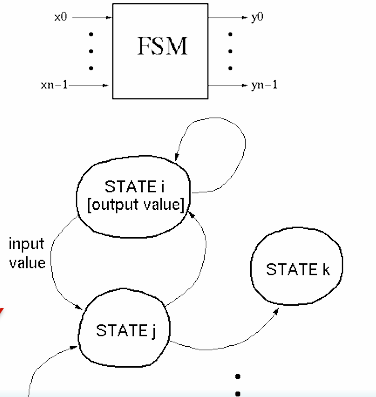 x0
y0
FSM
xn-1
yn-1
STATE i
[output value]
input
value
STATE k
STATE j